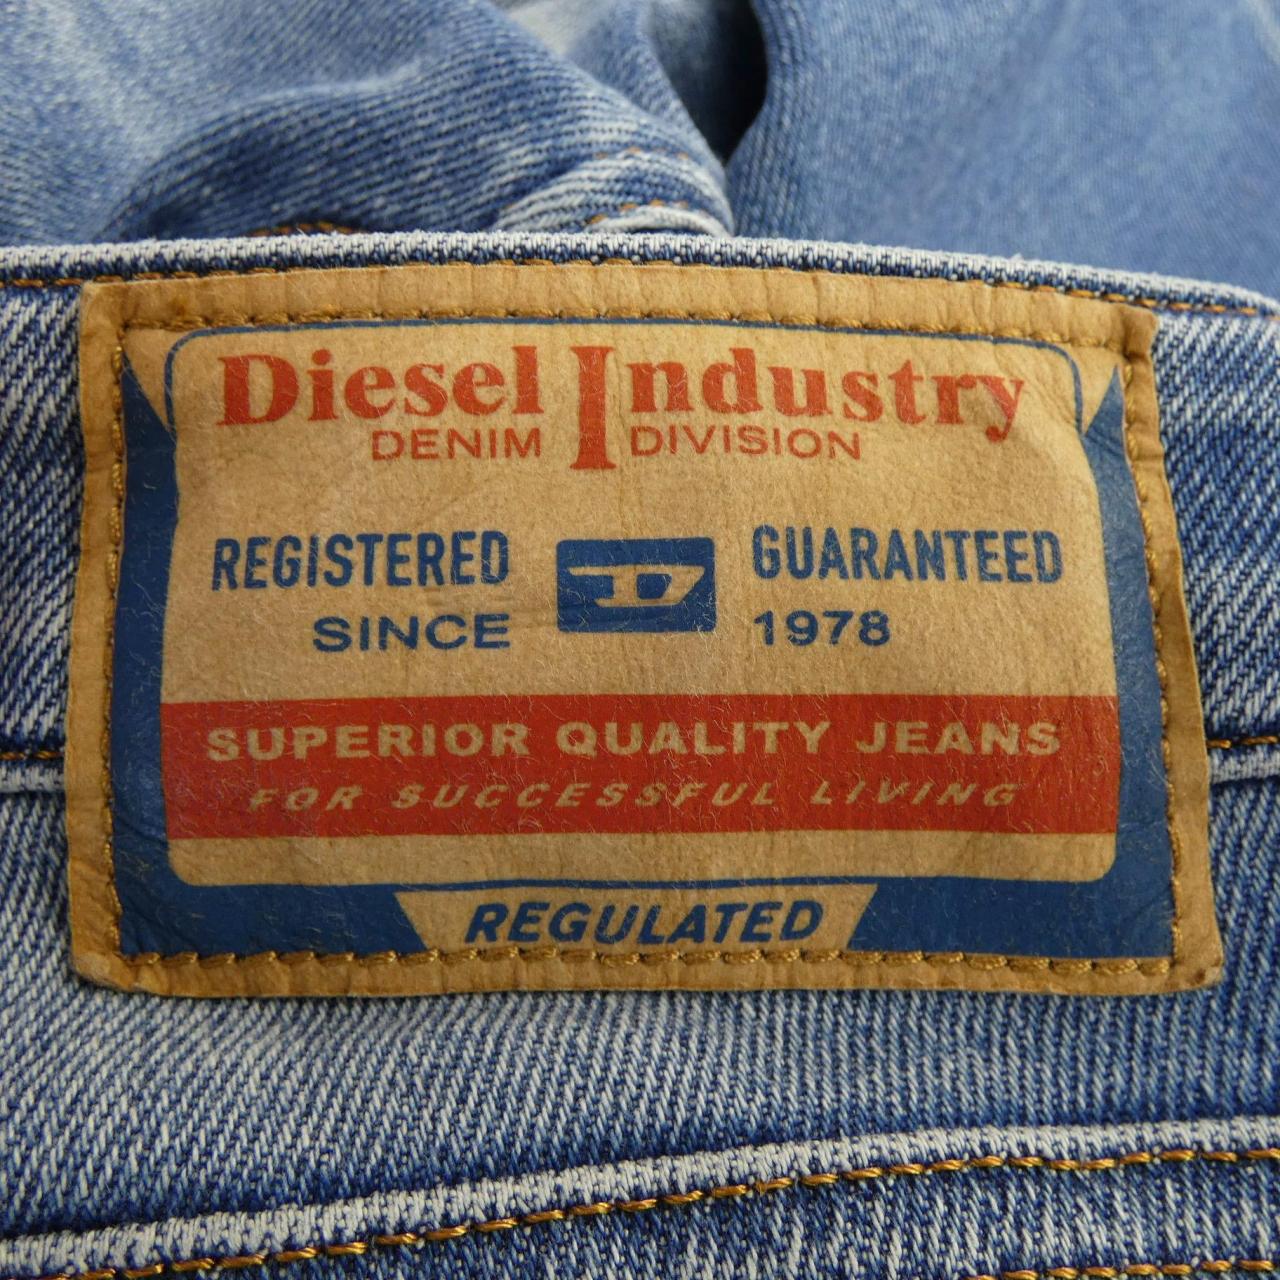 Diesel Industry
DENIM DIVISION
REGISTERED D GUARANTEED
SINCE 1978
SUPERIOR QUALITY JEANS
FOR SUCCESSFUL LIVING
REGULATED